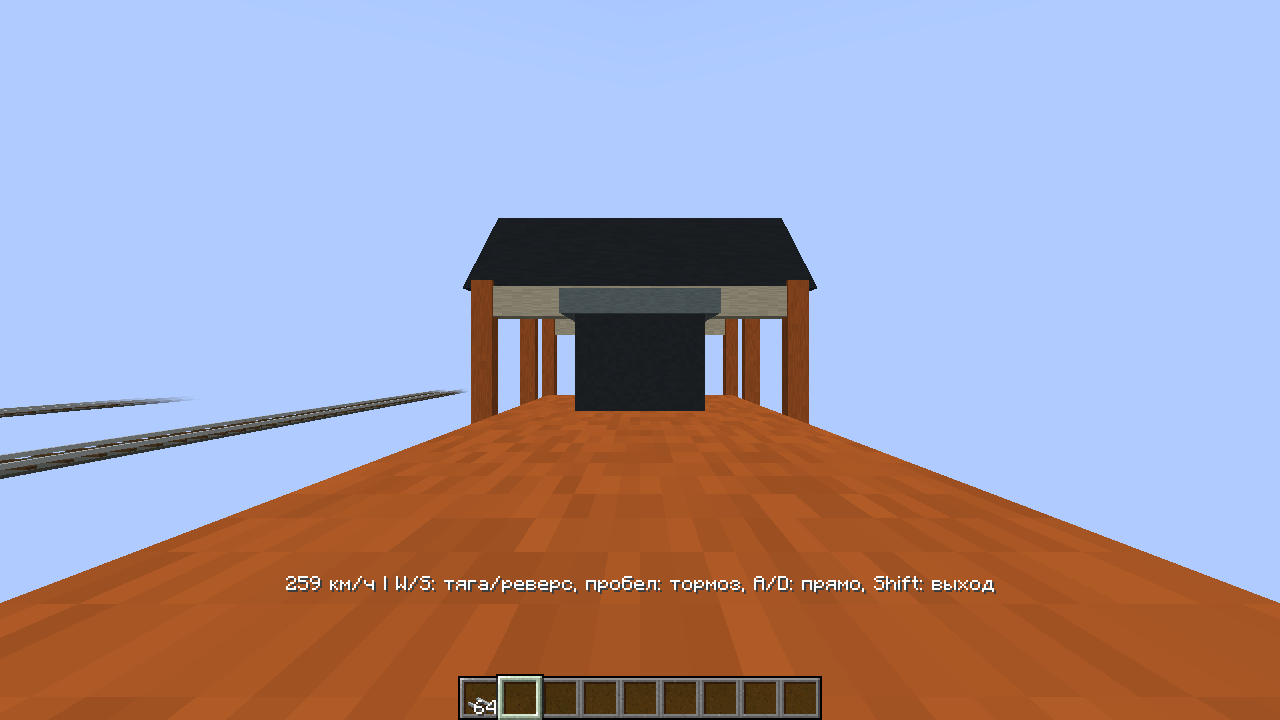 259 км/ч | W/S: тяга/реверс, пробел: тормоз, A/D: прямо, Shift: выход
64